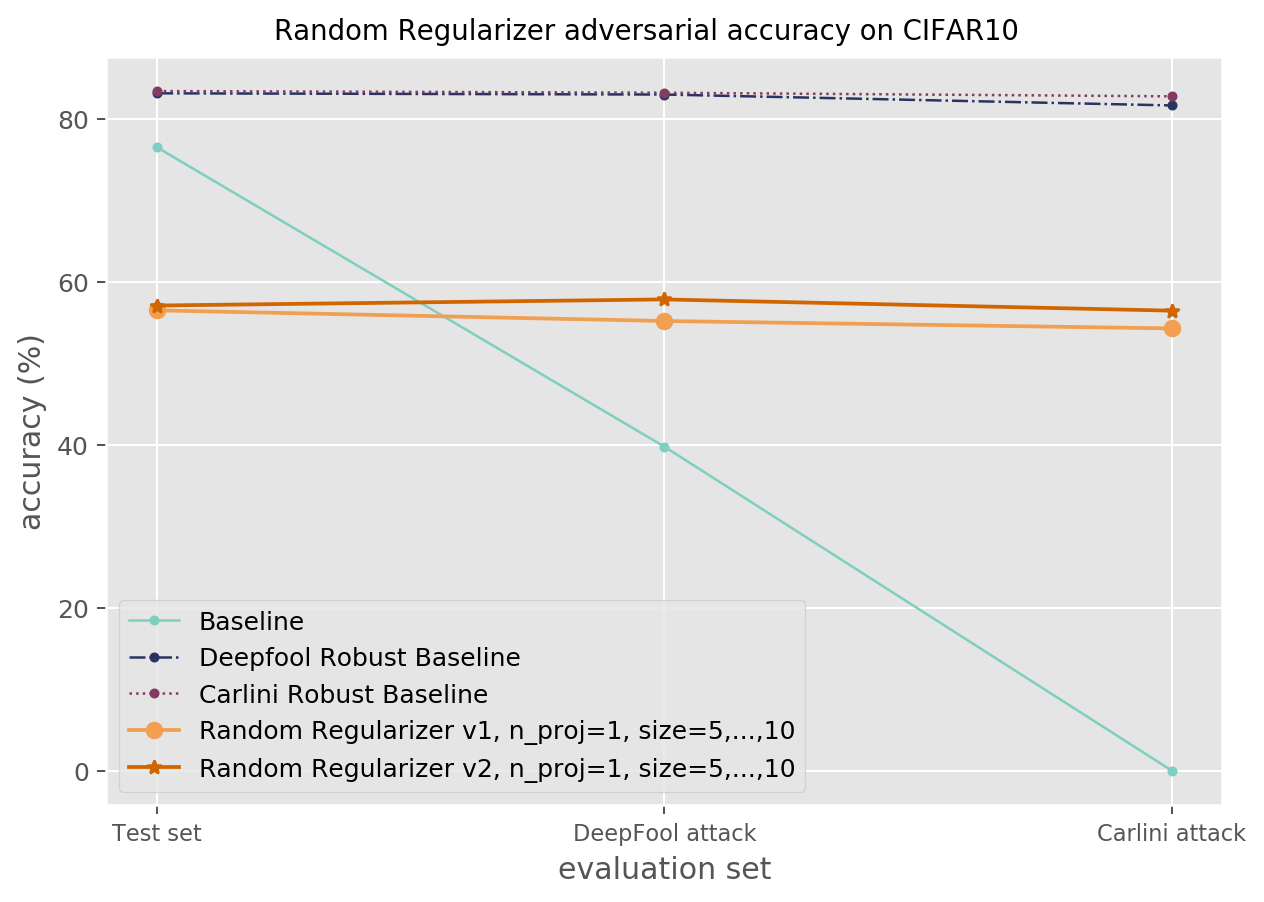 Random Regularizer adversarial accuracy on CIFAR10
accuracy (%)
80
60
40
20
0
Baseline
Deepfool Robust Baseline
Carlini Robust Baseline
Random Regularizer v1, n_proj=1, size=5,...,10
Random Regularizer v2, n_proj=1, size=5,...,10
Test set
DeepFool attack
Carlini attack
evaluation set